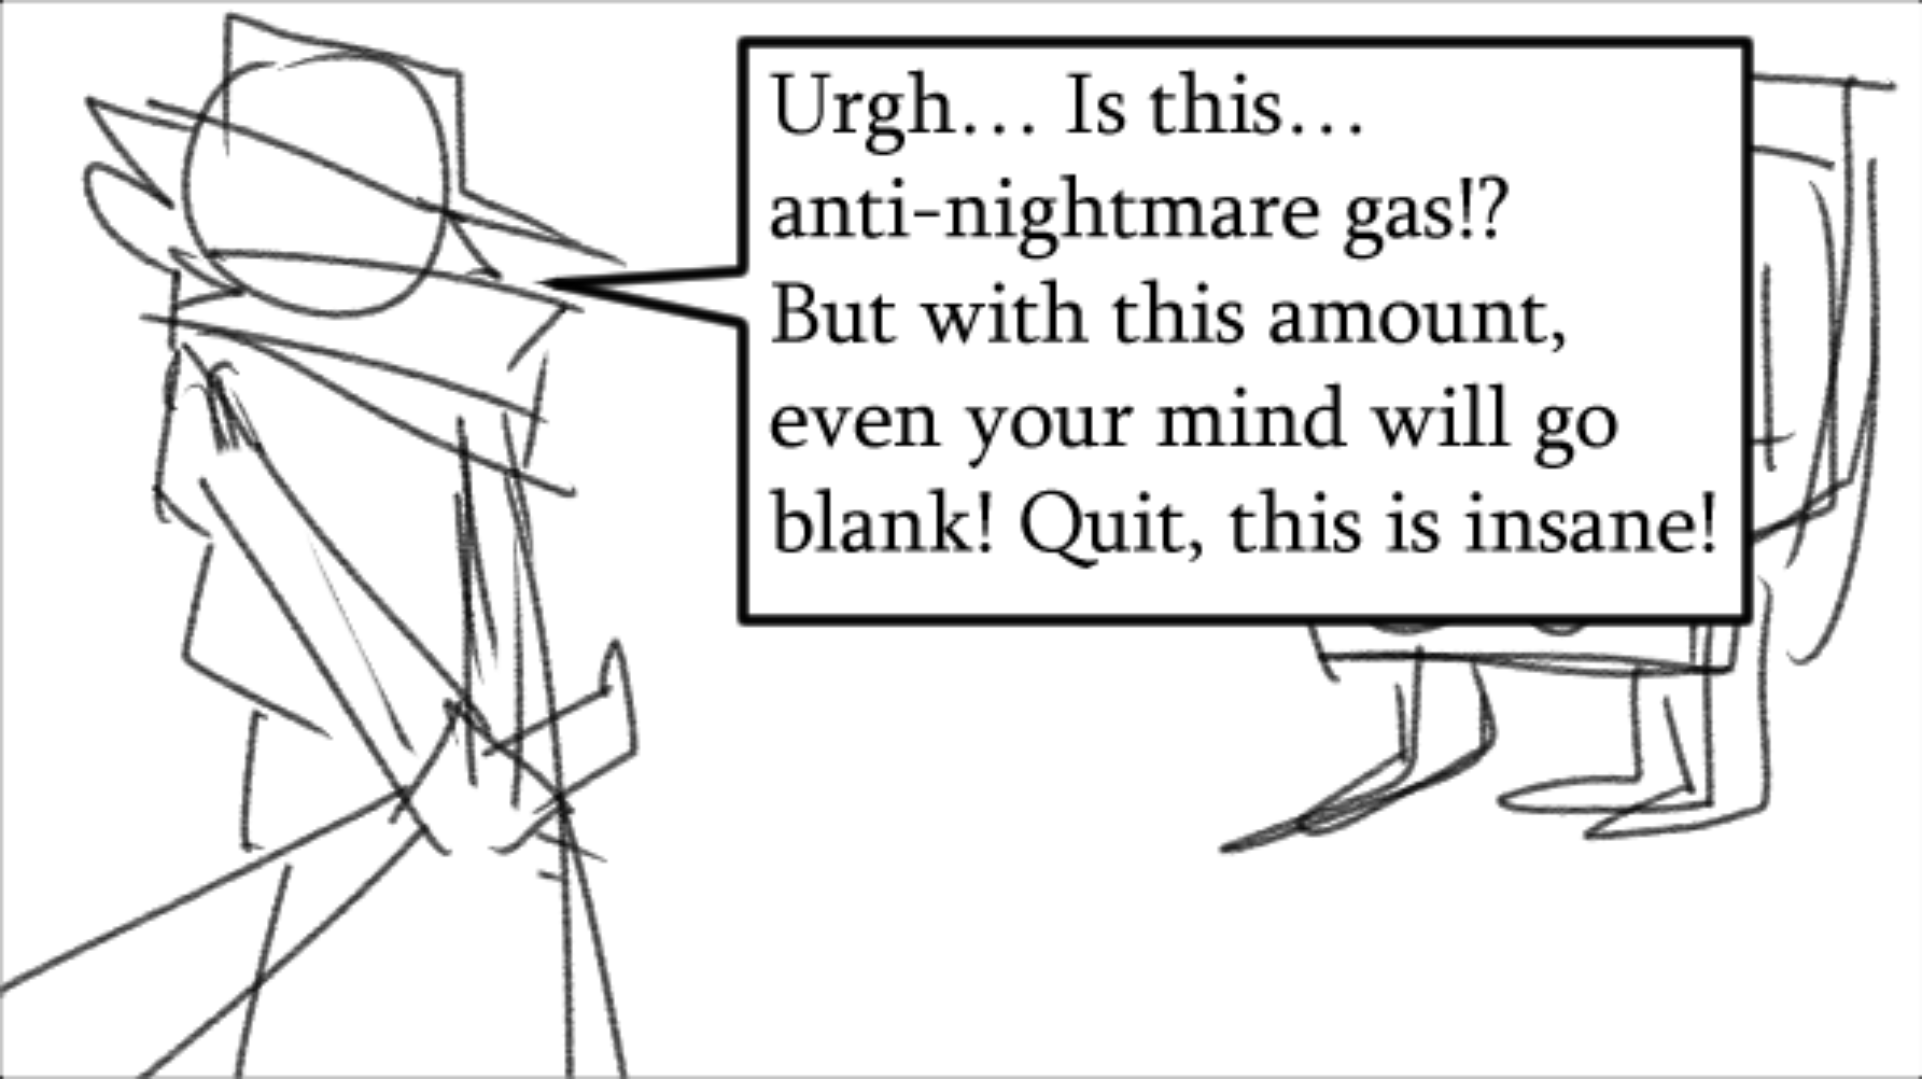 Urgh... Is this...
anti-nightmare gas!?
But with this amount,
even your mind will go
blank! Quit, this is insane!